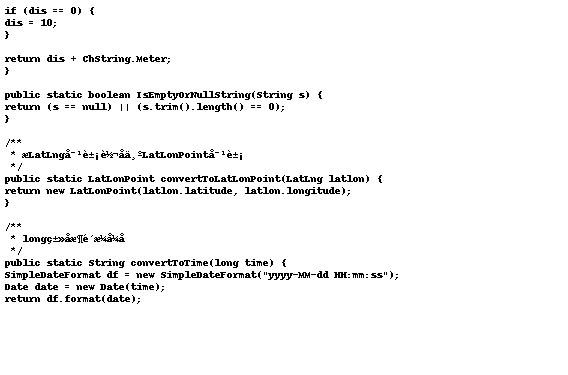 if (dis == 0) {
dis = 10;
}
return dis + ChString.Meter;
}
public static boolean IsEmptyOrNullString(String s) {
return (s == null) || (s.trim().length() == 0);
}
/**
* æLatLngå¯¹è±¡è½¬åä¸ºLatLonPointå¯¹è±¡
*/
public static LatLonPoint convertToLatLonPoint(LatLng latlon) {
return new LatLonPoint(latlon.latitude, latlon.longitude);
}
/**
* longç±»åæ¶é´æ ¼å¼å
*/
public static String convertToTime(long time) {
SimpleDateFormat df = new SimpleDateFormat("yyyy-MM-dd HH:mm:ss");
Date date = new Date(time);
return df.format(date);